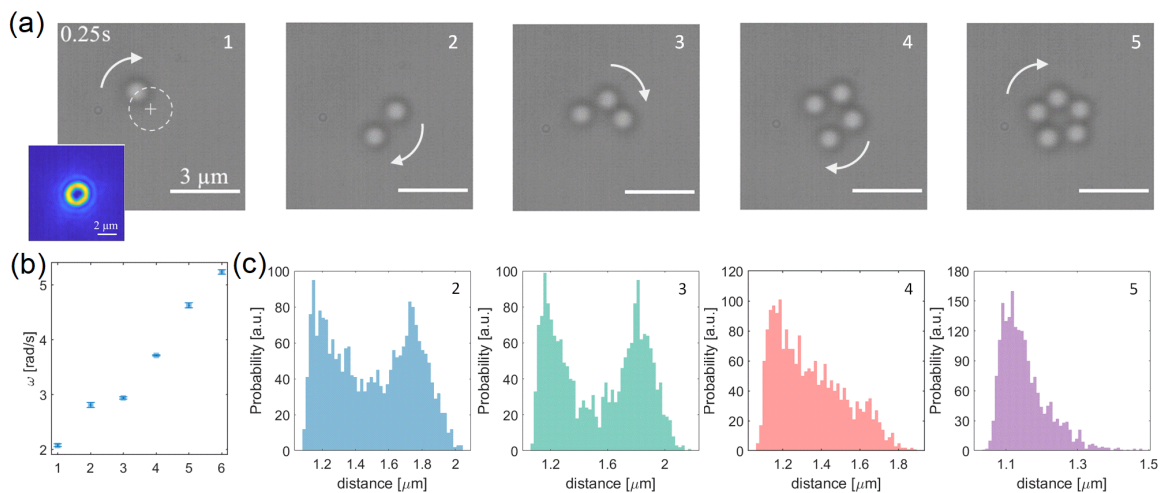 (a)
0.25s
1
2
3
4
5
3 μm
2 μm
(b)
ω [rad/s]
5
4
3
2
1 2 3 4 5 6
(c)
2
Probability [a.u.]
100
80
60
40
20
0
1.2 1.4 1.6 1.8 2
distance [μm]
3
Probability [a.u.]
100
80
60
40
20
0
1.2 1.4 1.6 1.8 2
distance [μm]
4
Probability [a.u.]
120
100
80
60
40
20
0
1.2 1.4 1.6 1.8
distance [μm]
5
Probability [a.u.]
180
150
120
90
60
30
0
1.1 1.3 1.5
distance [μm]